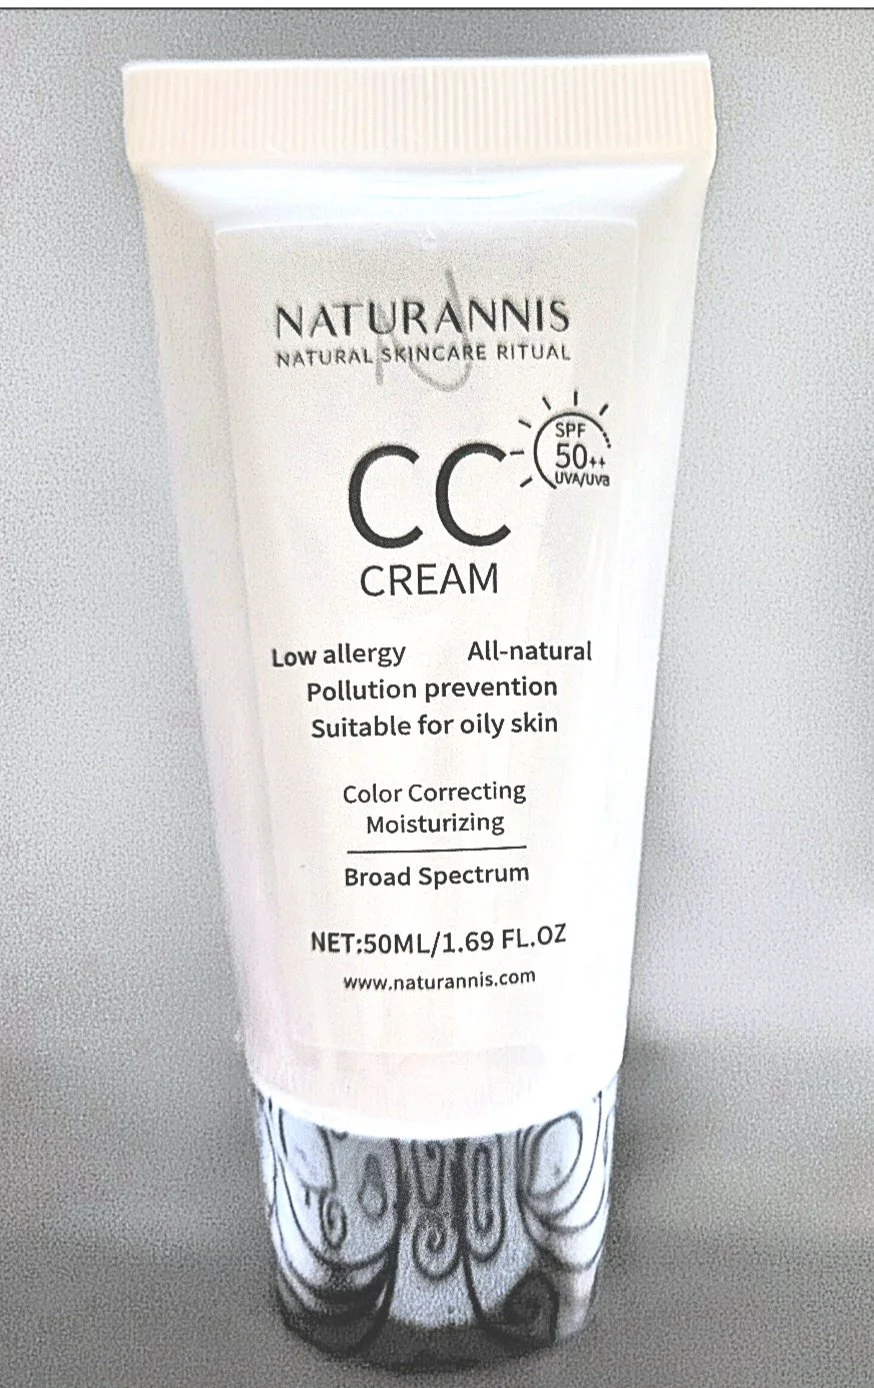 NATURANNIS
NATURAL SKINCARE RITUAL
SPF
50++
UVA/UVB
CC
CREAM
Low allergy All-natural
Pollution prevention
Suitable for oily skin
Color Correcting
Moisturizing
Broad Spectrum
NET:50ML/1.69 FL.OZ
www.naturannis.com